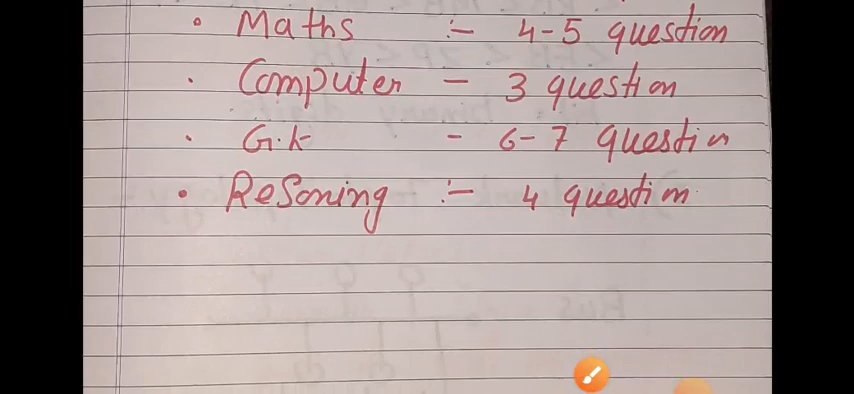 • Maths :- 4-5 question
• Computer - 3 question
• G.K - 6-7 question
• ReSoning :- 4 question